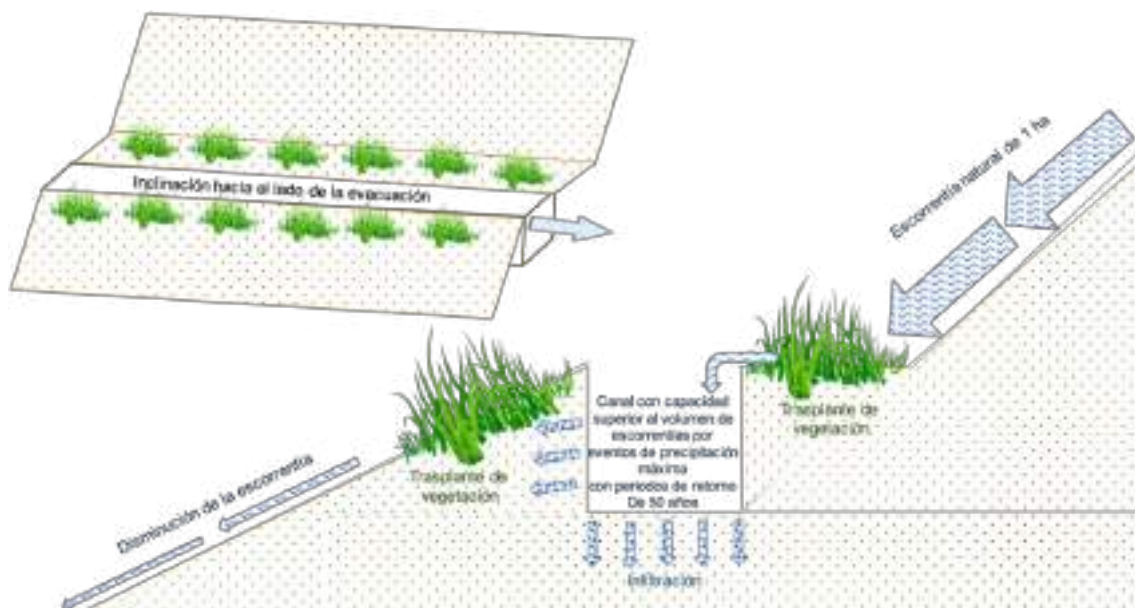 Inclinación hacia al lado de la evacuación
Escorrentía natural de 1 ha
Canal con capacidad
superior al volumen de
escorrentías por
eventos de precipitación
máxima
con periodos de retorno
De 50 años
Trasplante de
vegetación
Trasplante de
vegetación
Disminución de la escorrentía
Infiltración